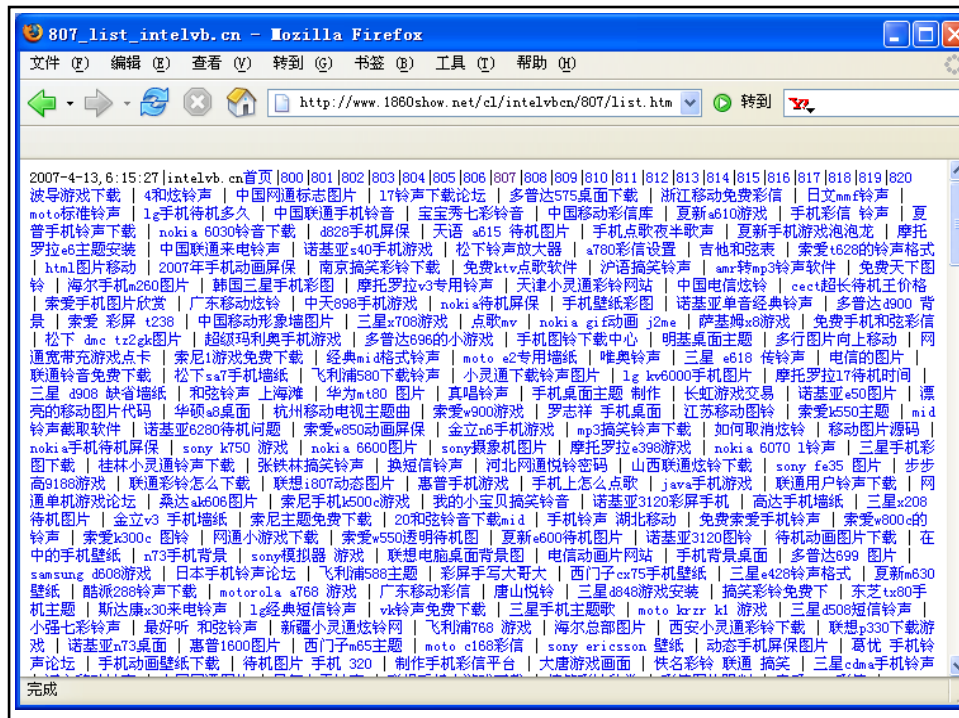 807_list_intelvb.cn - Mozilla Firefox
文件 (F) 编辑 (E) 查看 (V) 转到 (G) 书签 (B) 工具 (T) 帮助 (H)
http://www.1860show.net/cl/intelvbcn/807/list.htm 转到
2007-4-13,6:15:27|intelvb.cn首页 |800 |801 |802 |803 |804 |805 |806 |807 |808 |809 |810 |811 |812 |813 |814 |815 |816 |817 |818 |819 |820
波导游戏下载 | 4和炫铃声 | 中国网通标志图片 | 17铃声下载论坛 | 多普达575桌面下载 | 浙江移动免费彩信 | 日文mmf铃声 |
moto标准铃声 | lg手机待机多久 | 中国联通手机铃音 | 宝宝秀七彩铃音 | 中国移动彩信库 | 夏新a610游戏 | 手机彩信 铃声 | 夏
普手机铃声下载 | nokia 6030铃音下载 | d828手机屏保 | 天语 a615 待机图片 | 手机点歌夜半歌声 | 夏新手机游戏泡泡龙 | 摩托
罗拉e6主题安装 | 中国联通来电铃声 | 诺基亚s40手机游戏 | 松下铃声放大器 | a780彩信设置 | 吉他和弦表 | 索爱t628的铃声格式
| html图片移动 | 2007年手机动画屏保 | 南京搞笑彩铃下载 | 免费ktv点歌软件 | 沪语搞笑铃声 | amr转mp3铃声软件 | 免费天下图
铃 | 海尔手机m260图片 | 韩国三星手机彩图 | 摩托罗拉v3专用铃声 | 天津小灵通彩铃网站 | 中国电信炫铃 | cect超长待机王价格
| 索爱手机图片欣赏 | 广东移动炫铃 | 中天898手机游戏 | nokia待机屏保 | 手机壁纸彩图 | 诺基亚单音经典铃声 | 多普达d900 背
景 | 索爱 彩屏 t238 | 中国移动形象墙图片 | 三星x708游戏 | 点歌mv | nokia gif动画 j2me | 萨基姆x8游戏 | 免费手机和弦彩信
| 松下 dmc tz2gk图片 | 超级玛利奥手机游戏 | 多普达696的小游戏 | 手机图铃下载中心 | 明基桌面主题 | 多行图片向上移动 | 网
通宽带充游戏点卡 | 索尼1游戏免费下载 | 经典mid格式铃声 | moto e2专用墙纸 | 唯奥铃声 | 三星 e618 传铃声 | 电信的图片 |
联通铃音免费下载 | 松下sa7手机墙纸 | 飞利浦580下载铃声 | 小灵通下载铃声图片 | lg kv6000手机图片 | 摩托罗拉17待机时间 |
三星 d908 缺省墙纸 | 和弦铃声 上海滩 | 华为mt80 图片 | 真唱铃声 | 手机桌面主题 制作 | 长虹游戏交易 | 诺基亚e50图片 | 漂
亮的移动图片代码 | 华硕a8桌面 | 杭州移动电视主题曲 | 索爱w900游戏 | 罗志祥 手机桌面 | 江苏移动图铃 | 索爱k550主题 | mid
铃声截取软件 | 诺基亚6280待机问题 | 索爱w850动画屏保 | 金立n6手机游戏 | mp3搞笑铃声下载 | 如何取消炫铃 | 移动图片源码 |
nokia手机待机屏保 | sony k750 游戏 | nokia 6600图片 | sony摄象机图片 | 摩托罗拉e398游戏 | nokia 6070 1铃声 | 三星手机彩
图下载 | 桂林小灵通铃声下载 | 张铁林搞笑铃声 | 换短信铃声 | 河北网通悦铃密码 | 山西联通炫铃下载 | sony fe35 图片 | 步步
高9188游戏 | 联通彩铃怎么下载 | 联想i807动态图片 | 惠普手机游戏 | 手机上怎么点歌 | java手机游戏 | 联通用户铃声下载 | 网
通单机游戏论坛 | 桑达ak606图片 | 索尼手机k500c游戏 | 我的小宝贝搞笑铃音 | 诺基亚3120彩屏手机 | 高达手机墙纸 | 三星x208
待机图片 | 金立v3 手机墙纸 | 索尼主题免费下载 | 20和弦铃音下载mid | 手机铃声 湖北移动 | 免费索爱手机铃声 | 索爱w800c的
铃声 | 索爱k300c 图铃 | 网通小游戏下载 | 索爱w550透明待机图 | 夏新e600待机图片 | 诺基亚3120图铃 | 待机动画图片下载 | 在
中的手机壁纸 | n73手机背景 | sony模拟器 游戏 | 联想电脑桌面背景图 | 电信动画片网站 | 手机背景桌面 | 多普达699 图片 |
samsung d608游戏 | 日本手机铃声论坛 | 飞利浦588主题 | 彩屏手写大哥大 | 西门子cx75手机壁纸 | 三星e428铃声格式 | 夏新m630
壁纸 | 酷派288铃声下载 | motorola a768 游戏 | 广东移动彩信 | 唐山悦铃 | 三星d848游戏安装 | 搞笑彩铃免费下 | 东芝tx80手
机主题 | 斯达康x30来电铃声 | lg经典短信铃声 | vk铃声免费下载 | 三星手机主题歌 | moto krzr k1 游戏 | 三星d508短信铃声 |
小强七彩铃声 | 最好听 和弦铃声 | 新疆小灵通炫铃网 | 飞利浦768 游戏 | 海尔总部图片 | 西安小灵通彩铃下载 | 联想p330下载游
戏 | 诺基亚n73桌面 | 惠普1600图片 | 西门子m65主题 | moto c168彩信 | sony ericsson 壁纸 | 动态手机屏保图片 | 葛优 手机铃
声论坛 | 手机动画壁纸下载 | 待机图片 手机 320 | 制作手机彩信平台 | 大唐游戏画面 | 佚名彩铃 联通 搞笑 | 三星cdma手机铃声
完成